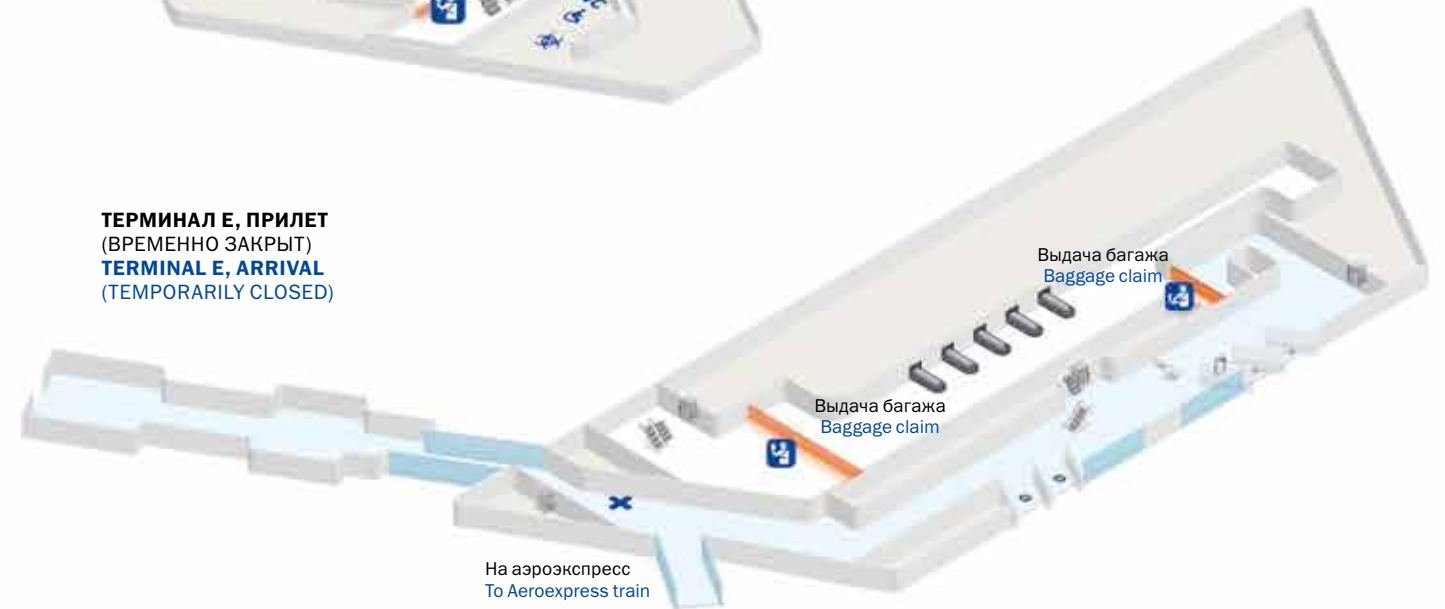 ТЕРМИНАЛ E, ПРИЛЕТ
(ВРЕМЕННО ЗАКРЫТ)
TERMINAL E, ARRIVAL
(TEMPORARILY CLOSED)
Выдача багажа
Baggage claim
Выдача багажа
Baggage claim
На аэроэкспресс
To Aeroexpress train